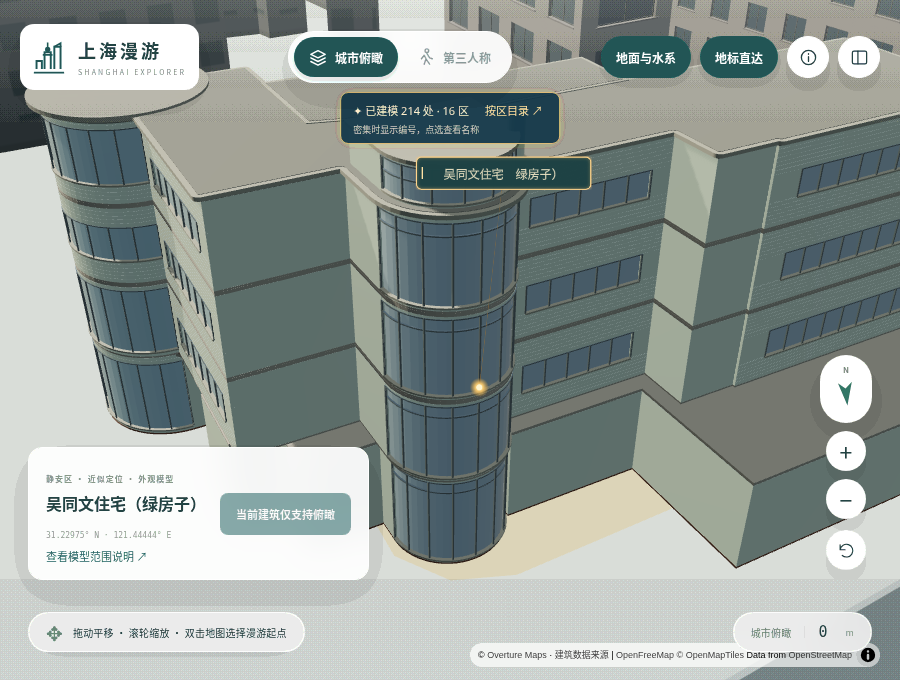 上海漫游
SHANGHAI EXPLORER
城市俯瞰
第三人称
地面与水系
地标直达
✦ 已建模 214 处 · 16 区 按区目录 ↗
密集时显示编号，点选查看名称
吴同文住宅 绿房子）
N
静安区 · 近似定位 · 外观模型
吴同文住宅（绿房子）
当前建筑仅支持俯瞰
31.22975° N · 121.44444° E
查看模型范围说明 ↗
拖动平移 · 滚轮缩放 · 双击地图选择漫游起点
城市俯瞰 0 m
© Overture Maps · 建筑数据来源 | OpenFreeMap © OpenMapTiles Data from OpenStreetMap